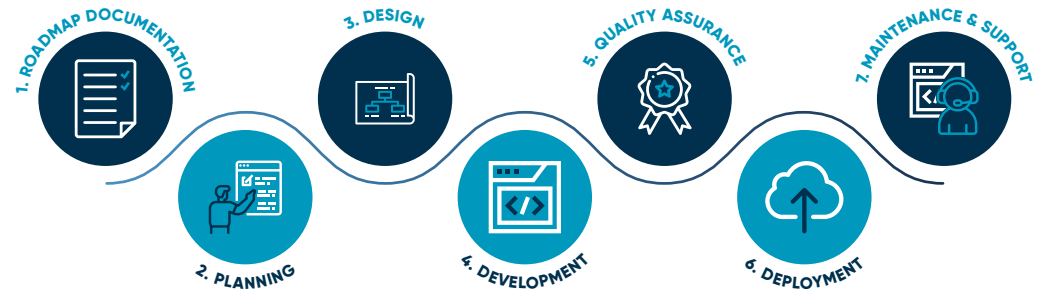 1. ROADMAP DOCUMENTATION
2. PLANNING
3. DESIGN
4. DEVELOPMENT
5. QUALITY ASSURANCE
6. DEPLOYMENT
7. MAINTENANCE & SUPPORT